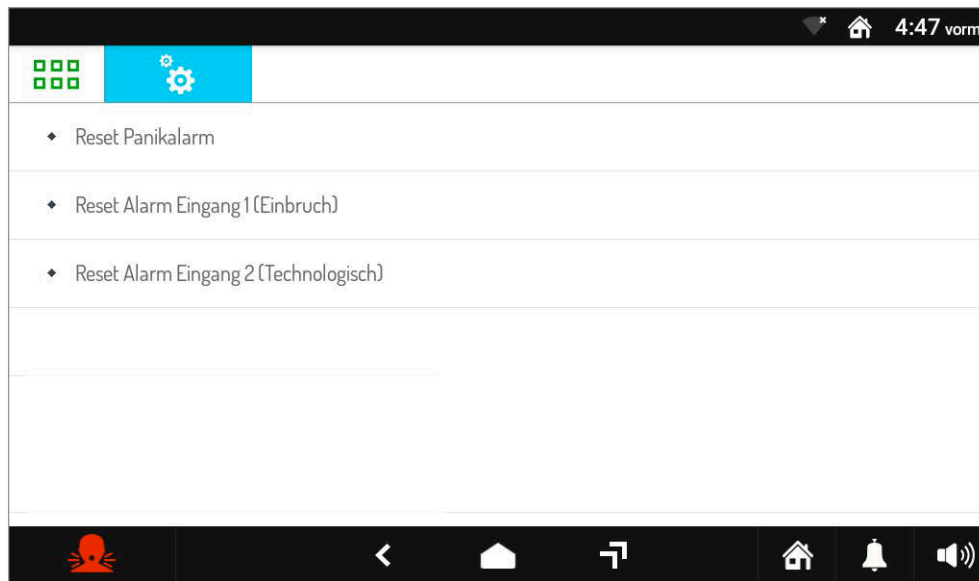 4:47 vorm
Reset Panikalarm
Reset Alarm Eingang 1 (Einbruch)
Reset Alarm Eingang 2 (Technologisch)